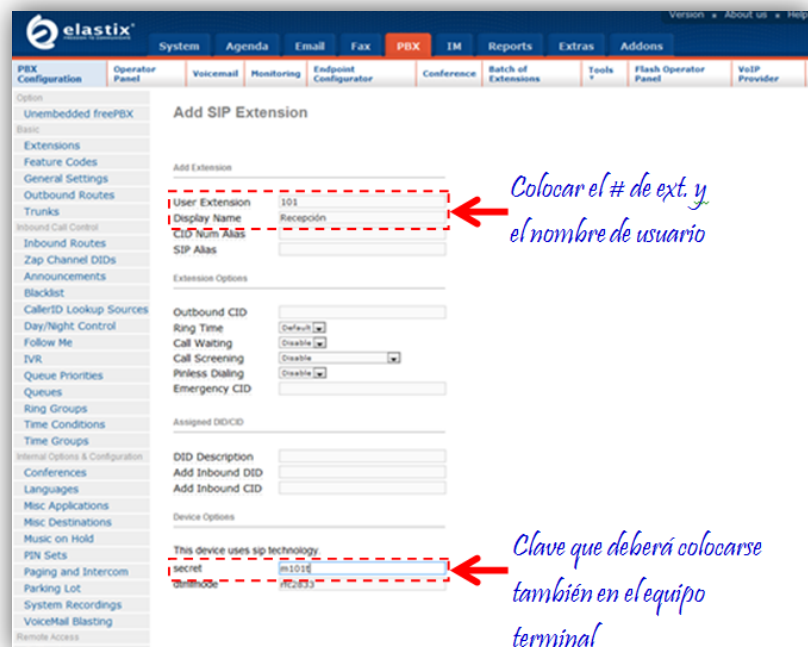 Version About us Help
elastix
System Agenda Email Fax PBX IM Reports Extras Addons
PBX Configuration
Operator Panel
Voicemail
Monitoring
Endpoint Configurator
Conference
Batch of Extensions
Tools
Flash Operator Panel
VoIP Provider
Option
Unembedded freePBX
Basic
Extensions
Feature Codes
General Settings
Outbound Routes
Trunks
Inbound Call Control
Inbound Routes
Zap Channel DIDs
Announcements
Blacklist
CallerID Lookup Sources
Day/Night Control
Follow Me
IVR
Queue Priorities
Queues
Ring Groups
Time Conditions
Time Groups
Internal Options & Configuration
Conferences
Languages
Misc Applications
Misc Destinations
Music on Hold
PIN Sets
Paging and Intercom
Parking Lot
System Recordings
VoiceMail Blasting
Remote Access
Add SIP Extension
Add Extension
User Extension 101
Display Name Recepción
CID Num Alias
SIP Alias
Extension Options
Outbound CID
Ring Time Default
Call Waiting Disable
Call Screening Disable
Pinless Dialing Disable
Emergency CID
Assigned DID/CID
DID Description
Add Inbound DID
Add Inbound CID
Device Options
This device uses sip technology
secret m101t
dtmfmode rfc2833
Colocar el # de ext. y
el nombre de usuario
Clave que deberá colocarse
también en el equipo
terminal